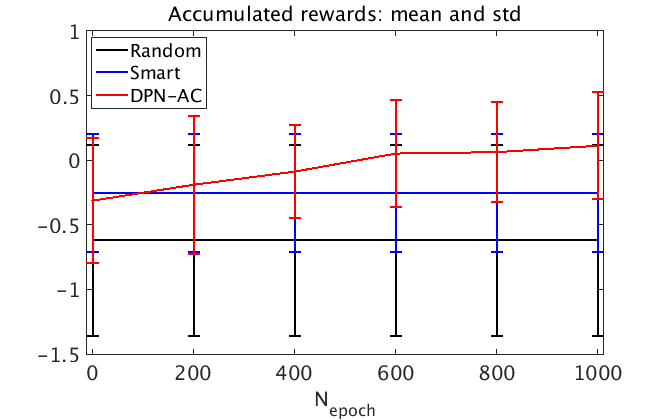 Accumulated rewards: mean and std
1
0.5
0
-0.5
-1
-1.5
Random
Smart
DPN-AC
0 200 400 600 800 1000
N_epoch